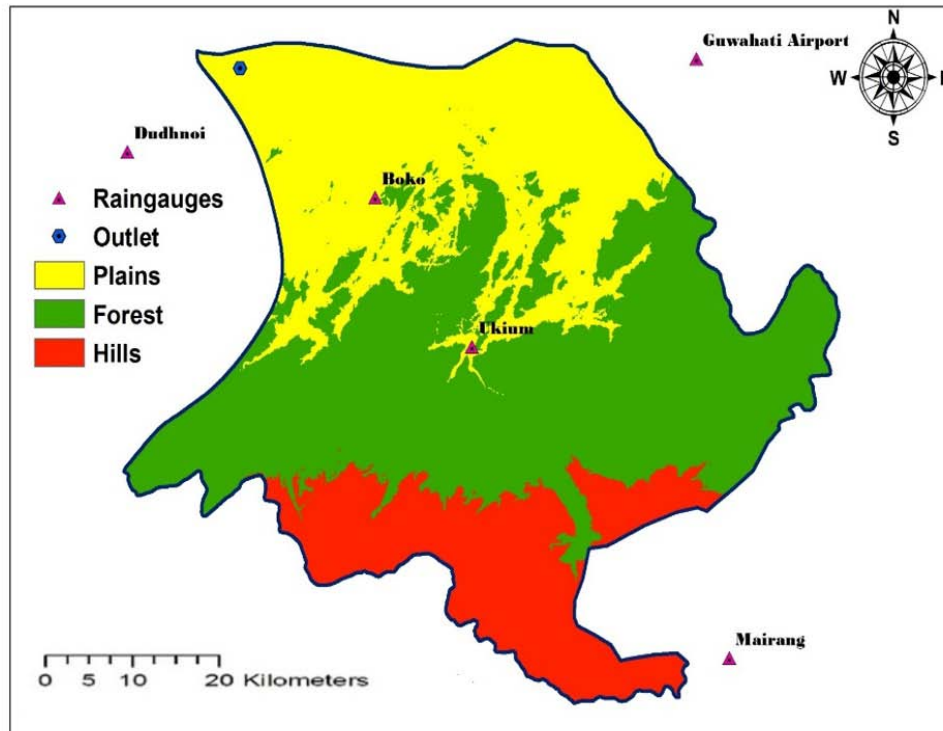 N
Guwahati Airport
W
E
S
Dudhnoi
Boko
Raingauges
Outlet
Plains
Forest
Hills
Ukium
Mairang
0 5 10 20 Kilometers